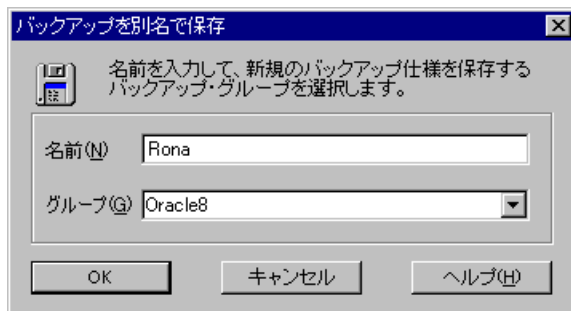 バックアップを別名で保存
名前を入力して、新規のバックアップ仕様を保存する
バックアップ・グループを選択します。
名前(N) Rona
グループ(G) Oracle8
OK キャンセル ヘルプ(H)